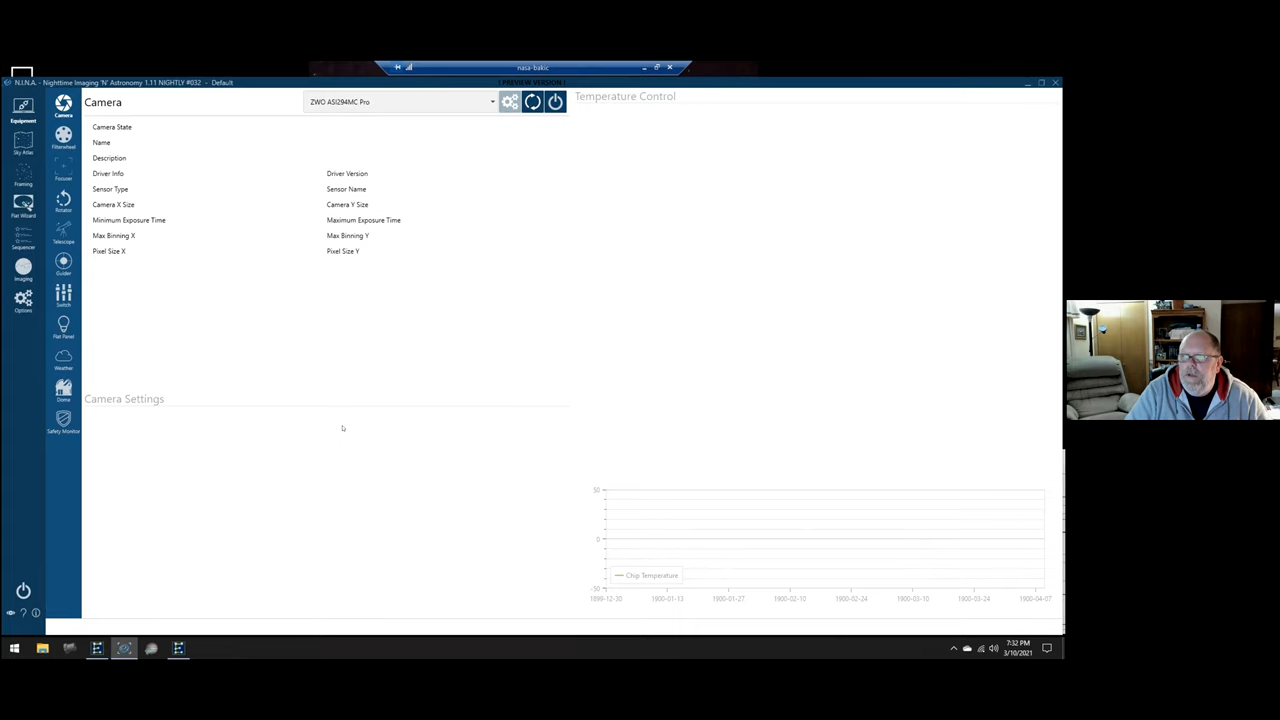 nasa-bakic
N.I.N.A. - Nighttime Imaging 'N' Astronomy 1.11 NIGHTLY #032 - Default
! PREVIEW VERSION !
Equipment
Sky Atlas
Framing
Flat Wizard
Sequencer
Imaging
Options
Camera
Filterwheel
Focuser
Rotator
Telescope
Guider
Switch
Flat Panel
Weather
Dome
Safety Monitor
Camera
ZWO ASI294MC Pro
Camera State
Name
Description
Driver Info
Driver Version
Sensor Type
Sensor Name
Camera X Size
Camera Y Size
Minimum Exposure Time
Maximum Exposure Time
Max Binning X
Max Binning Y
Pixel Size X
Pixel Size Y
Camera Settings
Temperature Control
50
0
-50
Chip Temperature
1899-12-30 1900-01-13 1900-01-27 1900-02-10 1900-02-24 1900-03-10 1900-03-24 1900-04-07
7:32 PM
3/10/2021